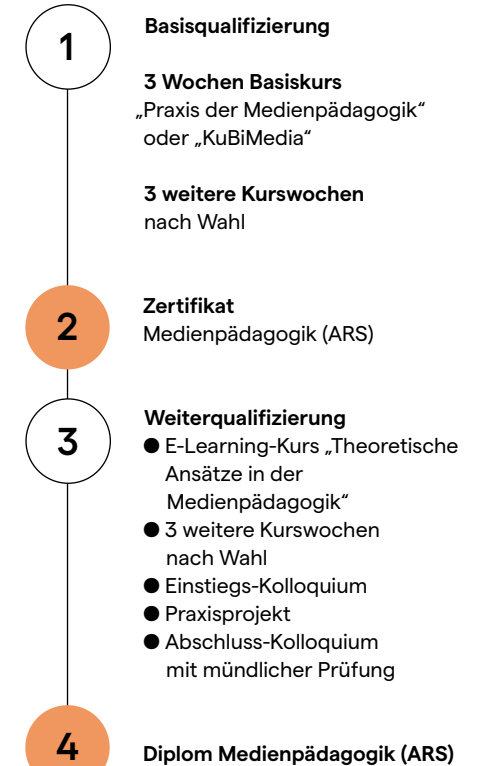 1
Basisqualifizierung
3 Wochen Basiskurs
„Praxis der Medienpädagogik“
oder „KuBiMedia“
3 weitere Kurswochen
nach Wahl
2
Zertifikat
Medienpädagogik (ARS)
3
Weiterqualifizierung
● E-Learning-Kurs „Theoretische
Ansätze in der
Medienpädagogik“
● 3 weitere Kurswochen
nach Wahl
● Einstiegs-Kolloquium
● Praxisprojekt
● Abschluss-Kolloquium
mit mündlicher Prüfung
4
Diplom Medienpädagogik (ARS)